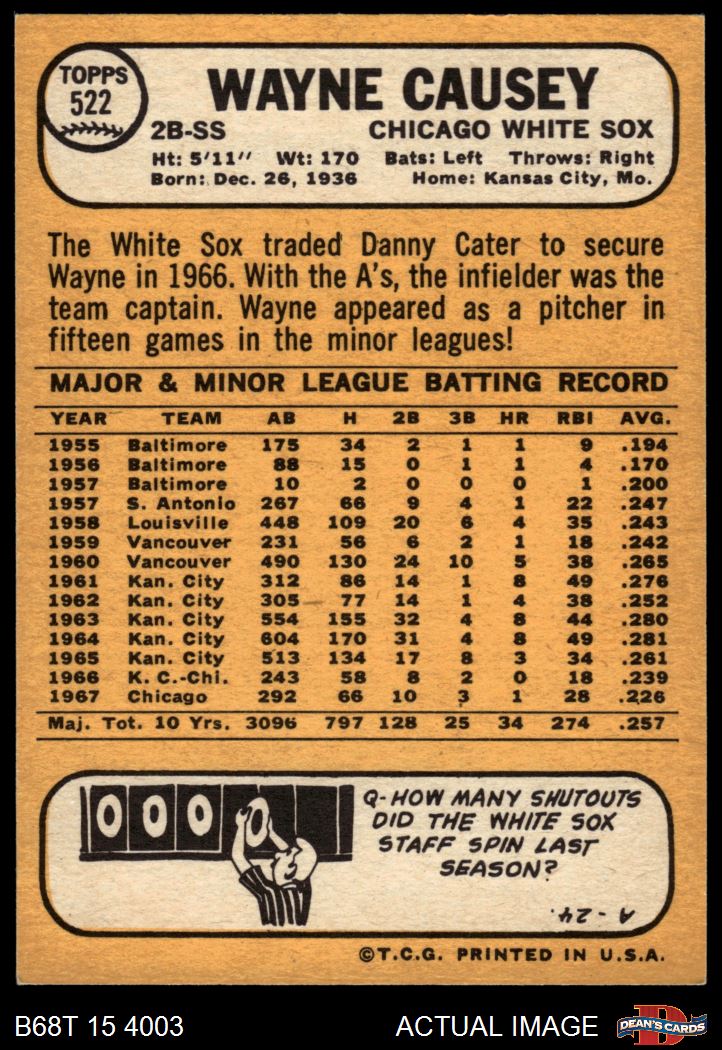 TOPPS
522
WAYNE CAUSEY
2B-SS CHICAGO WHITE SOX
Ht: 5'11" Wt: 170 Bats: Left Throws: Right
Born: Dec. 26, 1936 Home: Kansas City, Mo.
The White Sox traded Danny Cater to secure
Wayne in 1966. With the A's, the infielder was the
team captain. Wayne appeared as a pitcher in
fifteen games in the minor leagues!
MAJOR & MINOR LEAGUE BATTING RECORD
YEAR TEAM AB H 2B 3B HR RBI AVG.
1955 Baltimore 175 34 2 1 1 9 .194
1956 Baltimore 88 15 0 1 1 4 .170
1957 Baltimore 10 2 0 0 0 1 .200
1957 S. Antonio 267 66 9 4 1 22 .247
1958 Louisville 448 109 20 6 4 35 .243
1959 Vancouver 231 56 6 2 1 18 .242
1960 Vancouver 490 130 24 10 5 38 .265
1961 Kan. City 312 86 14 1 8 49 .276
1962 Kan. City 305 77 14 1 4 38 .252
1963 Kan. City 554 155 32 4 8 44 .280
1964 Kan. City 604 170 31 4 8 49 .281
1965 Kan. City 513 134 17 8 3 34 .261
1966 K. C.-Chi. 243 58 8 2 0 18 .239
1967 Chicago 292 66 10 3 1 28 .226
Maj. Tot. 10 Yrs. 3096 797 128 25 34 274 .257
0 0 0 0
Q-HOW MANY SHUTOUTS
DID THE WHITE SOX
STAFF SPIN LAST
SEASON?
A - 24.
©T.C.G. PRINTED IN U.S.A.
B68T 15 4003 ACTUAL IMAGE
D
DEAN'S CARDS